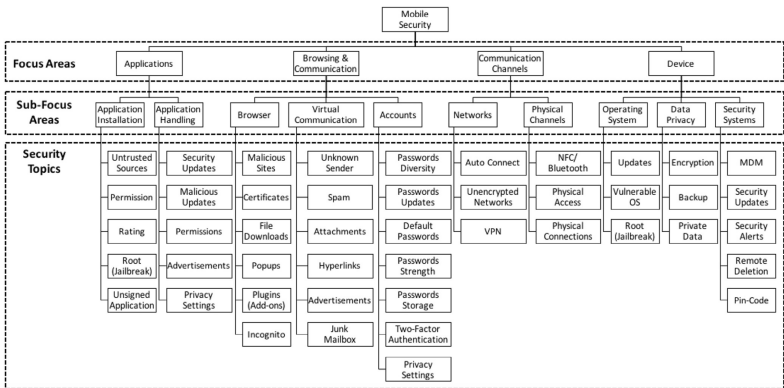 Mobile
Security
Focus Areas
Applications
Browsing &
Communication
Communication
Channels
Device
Sub-Focus
Areas
Application
Installation
Application
Handling
Browser
Virtual
Communication
Accounts
Networks
Physical
Channels
Operating
System
Data
Privacy
Security
Systems
Security
Topics
Untrusted
Sources
Permission
Rating
Root
(Jailbreak)
Unsigned
Application
Security
Updates
Malicious
Updates
Permissions
Advertisements
Privacy
Settings
Malicious
Sites
Certificates
File
Downloads
Popups
Plugins
(Add-ons)
Incognito
Unknown
Sender
Spam
Attachments
Hyperlinks
Advertisements
Junk
Mailbox
Passwords
Diversity
Passwords
Updates
Default
Passwords
Passwords
Strength
Passwords
Storage
Two-Factor
Authentication
Privacy
Settings
Auto Connect
Unencrypted
Networks
VPN
NFC/
Bluetooth
Physical
Access
Physical
Connections
Updates
Vulnerable
OS
Root
(Jailbreak)
Encryption
Backup
Private
Data
MDM
Security
Updates
Security
Alerts
Remote
Deletion
Pin-Code